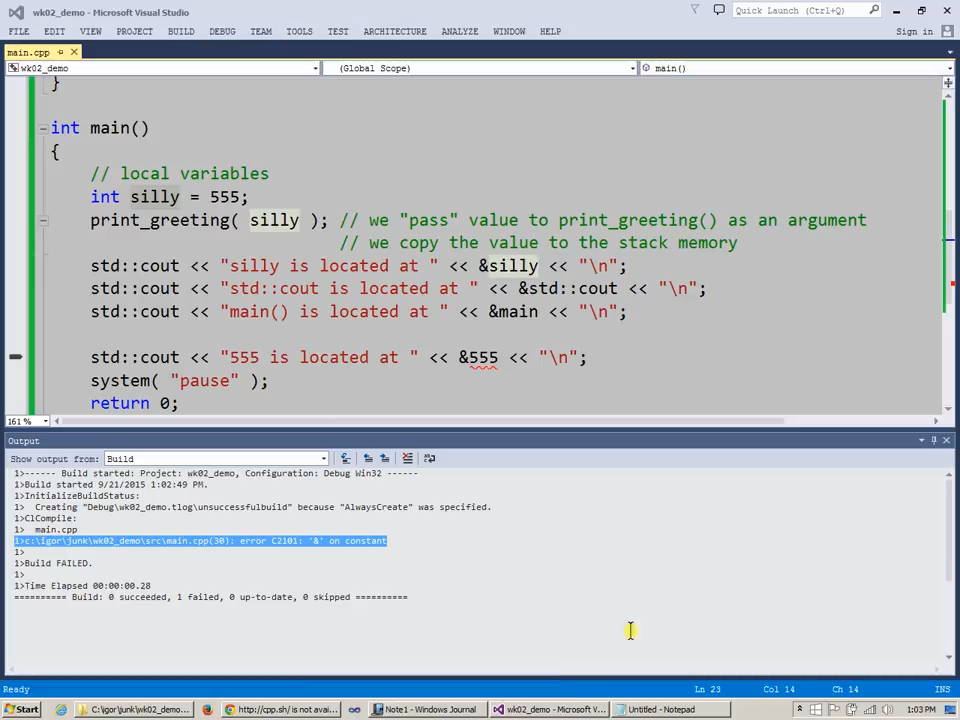 wk02_demo - Microsoft Visual Studio
Quick Launch (Ctrl+Q)
FILE EDIT VIEW PROJECT BUILD DEBUG TEAM TOOLS TEST ARCHITECTURE ANALYZE WINDOW HELP
Sign in
main.cpp
wk02_demo (Global Scope) main()
}
int main()
{
// local variables
int silly = 555;
print_greeting( silly ); // we "pass" value to print_greeting() as an argument
// we copy the value to the stack memory
std::cout << "silly is located at " << &silly << "\n";
std::cout << "std::cout is located at " << &std::cout << "\n";
std::cout << "main() is located at " << &main << "\n";
std::cout << "555 is located at " << &555 << "\n";
system( "pause" );
return 0;
161 %
Output
Show output from: Build
1>------ Build started: Project: wk02_demo, Configuration: Debug Win32 ------
1>Build started 9/21/2015 1:02:49 PM.
1>InitializeBuildStatus:
1>  Creating "Debug\wk02_demo.tlog\unsuccessfulbuild" because "AlwaysCreate" was specified.
1>ClCompile:
1>  main.cpp
1>c:\igor\junk\wk02_demo\src\main.cpp(30): error C2101: '&' on constant
1>
1>Build FAILED.
1>
1>Time Elapsed 00:00:00.28
========== Build: 0 succeeded, 1 failed, 0 up-to-date, 0 skipped ==========
Ready Ln 23 Col 14 Ch 14 INS
Start C:\igor\junk\wk02_demo... http://cpp.sh/ is not avai... Note1 - Windows Journal wk02_demo - Microsoft V... Untitled - Notepad 1:03 PM